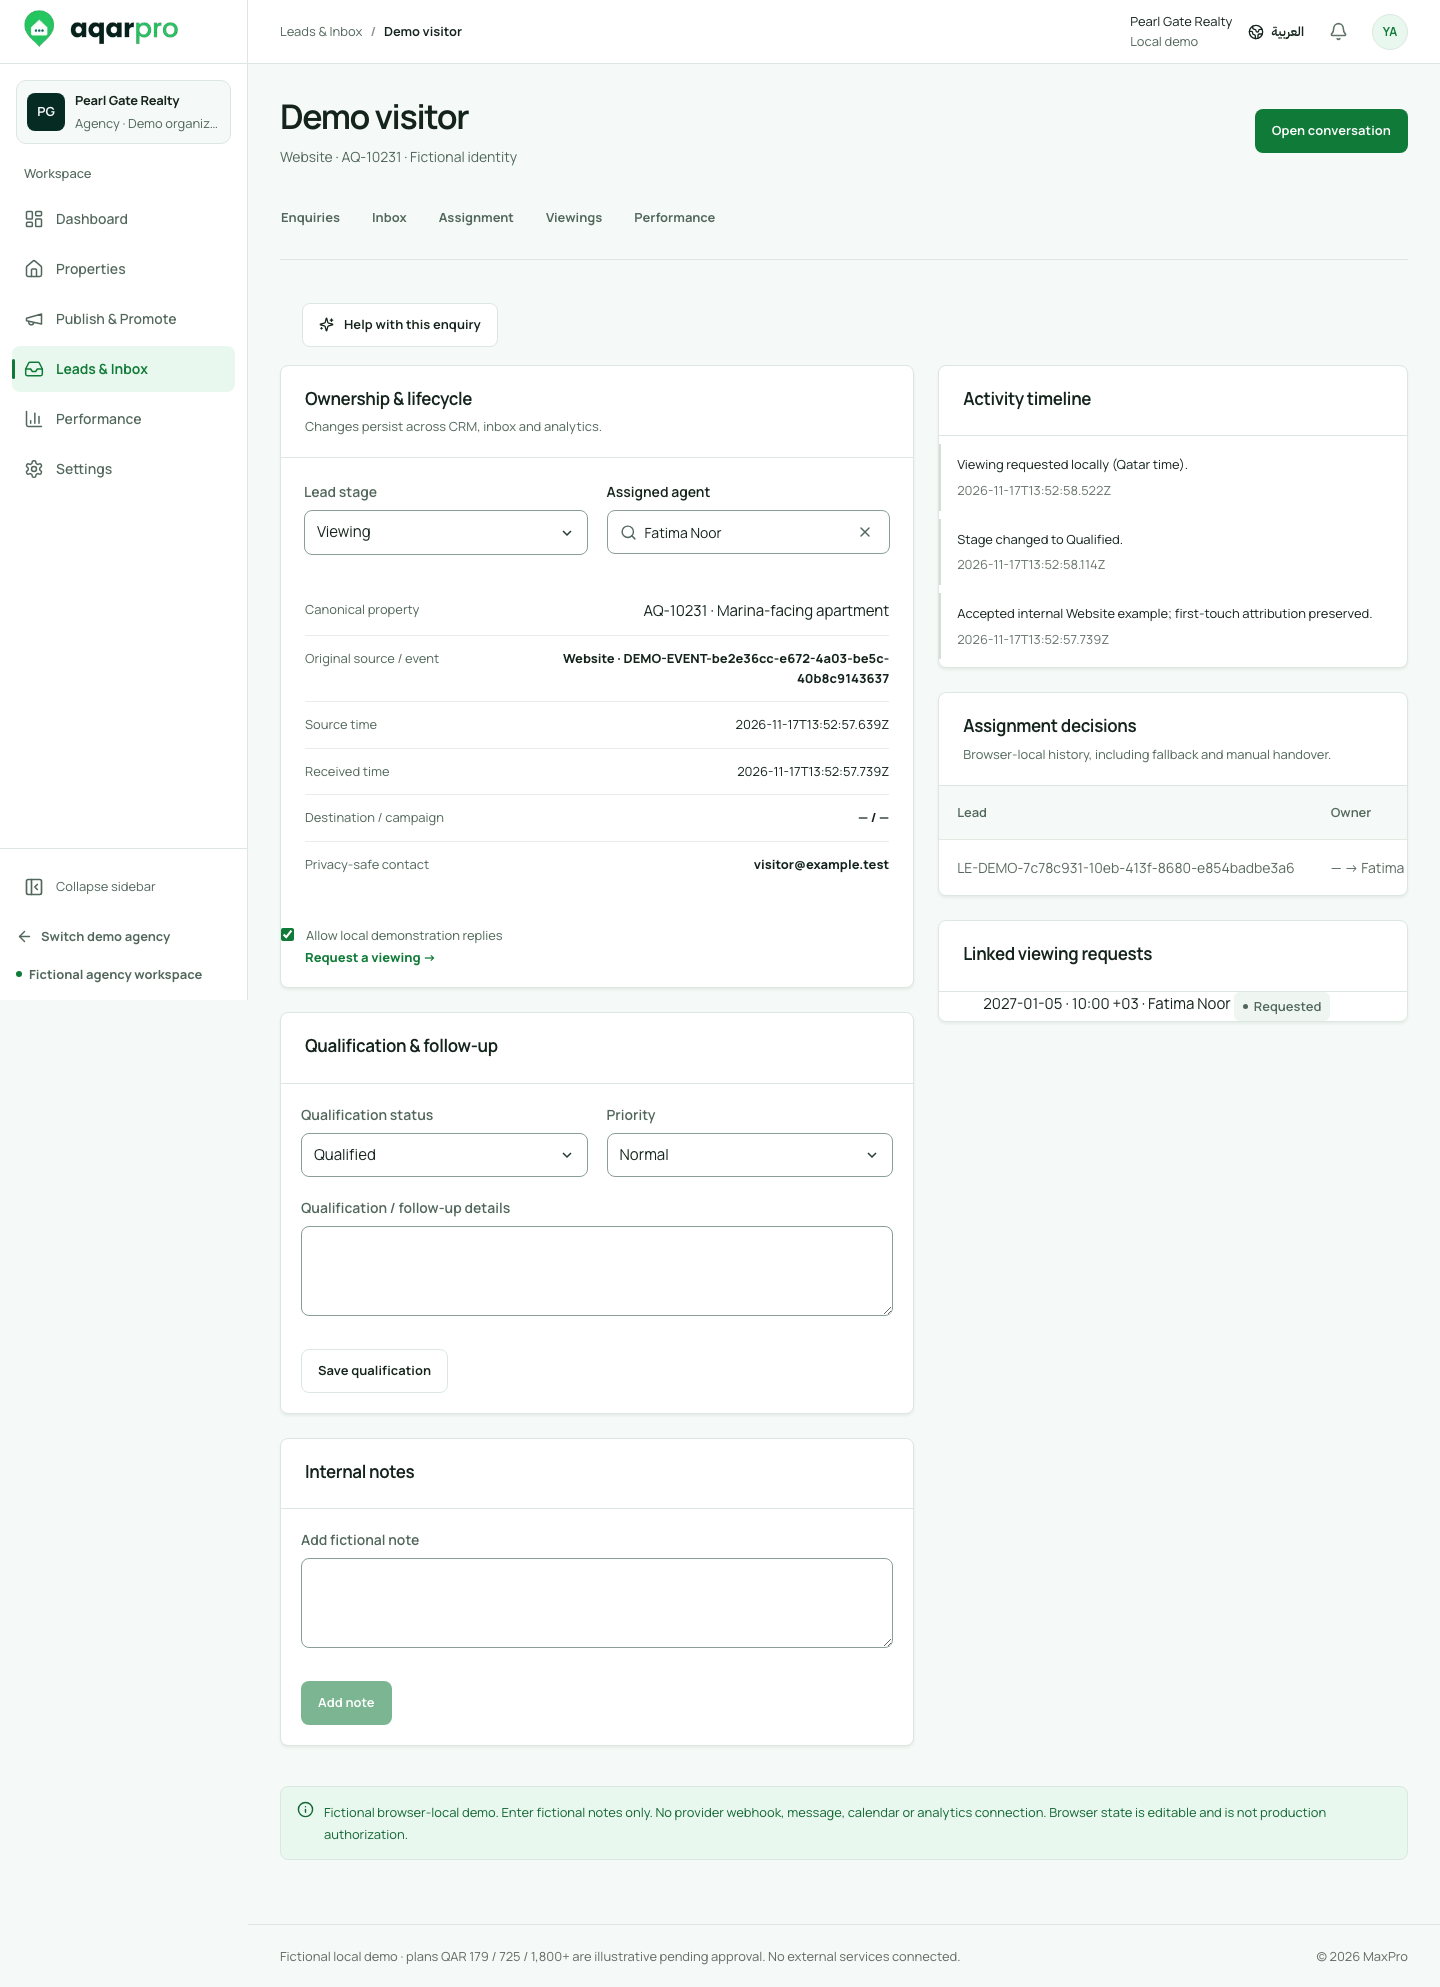 aqarpro
Leads & Inbox / Demo visitor
Pearl Gate Realty
Local demo
العربية
YA
PG
Pearl Gate Realty
Agency · Demo organiz...
Workspace
Dashboard
Properties
Publish & Promote
Leads & Inbox
Performance
Settings
Collapse sidebar
Switch demo agency
Fictional agency workspace
Demo visitor
Website · AQ-10231 · Fictional identity
Open conversation
Enquiries Inbox Assignment Viewings Performance
Help with this enquiry
Ownership & lifecycle
Changes persist across CRM, inbox and analytics.
Lead stage
Viewing
Assigned agent
Fatima Noor
Canonical property AQ-10231 · Marina-facing apartment
Original source / event Website · DEMO-EVENT-be2e36cc-e672-4a03-be5c-
40b8c9143637
Source time 2026-11-17T13:52:57.639Z
Received time 2026-11-17T13:52:57.739Z
Destination / campaign — / —
Privacy-safe contact visitor@example.test
Allow local demonstration replies
Request a viewing →
Qualification & follow-up
Qualification status
Qualified
Priority
Normal
Qualification / follow-up details
Save qualification
Internal notes
Add fictional note
Add note
Activity timeline
Viewing requested locally (Qatar time).
2026-11-17T13:52:58.522Z
Stage changed to Qualified.
2026-11-17T13:52:58.114Z
Accepted internal Website example; first-touch attribution preserved.
2026-11-17T13:52:57.739Z
Assignment decisions
Browser-local history, including fallback and manual handover.
Lead Owner
LE-DEMO-7c78c931-10eb-413f-8680-e854badbe3a6 — → Fatima
Linked viewing requests
2027-01-05 · 10:00 +03 · Fatima Noor Requested
Fictional browser-local demo. Enter fictional notes only. No provider webhook, message, calendar or analytics connection. Browser state is editable and is not production
authorization.
Fictional local demo · plans QAR 179 / 725 / 1,800+ are illustrative pending approval. No external services connected.
© 2026 MaxPro